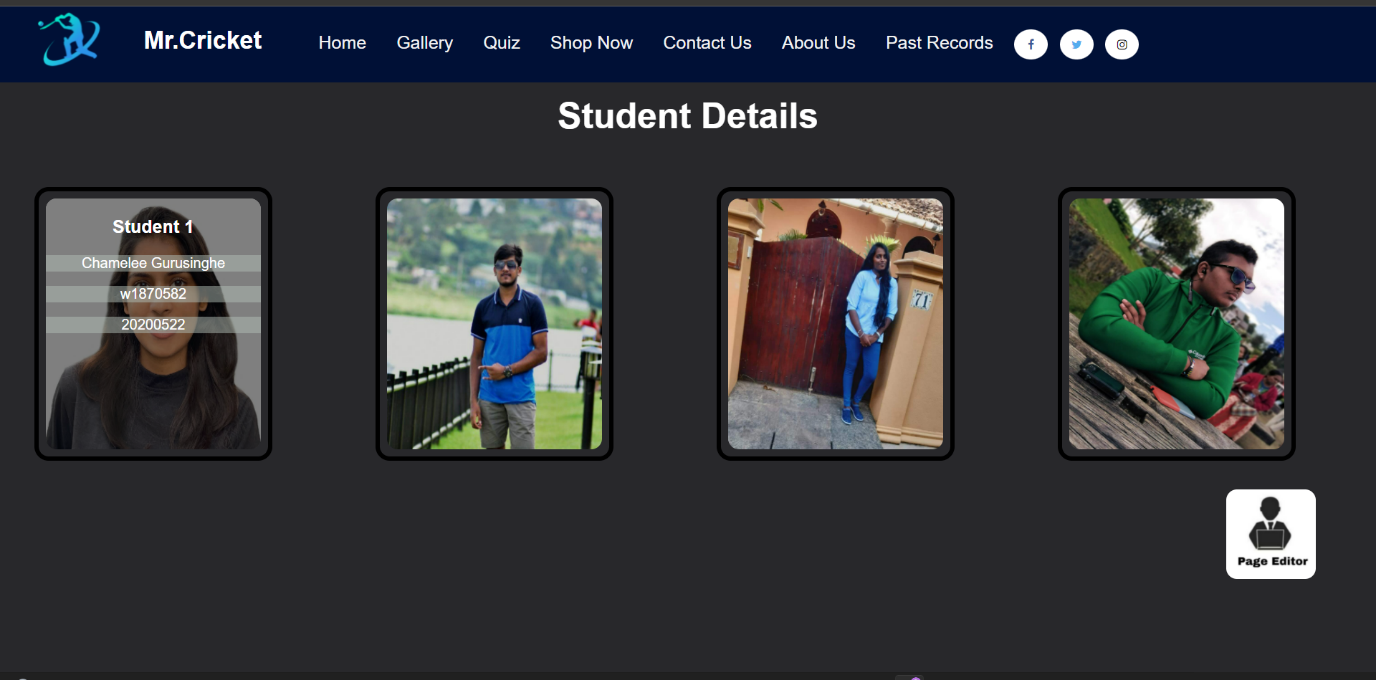 Mr.Cricket
Home
Gallery
Quiz
Shop Now
Contact Us
About Us
Past Records
Student Details
Student 1
Chamelee Gurusinghe
w1870582
20200522
71
Page Editor